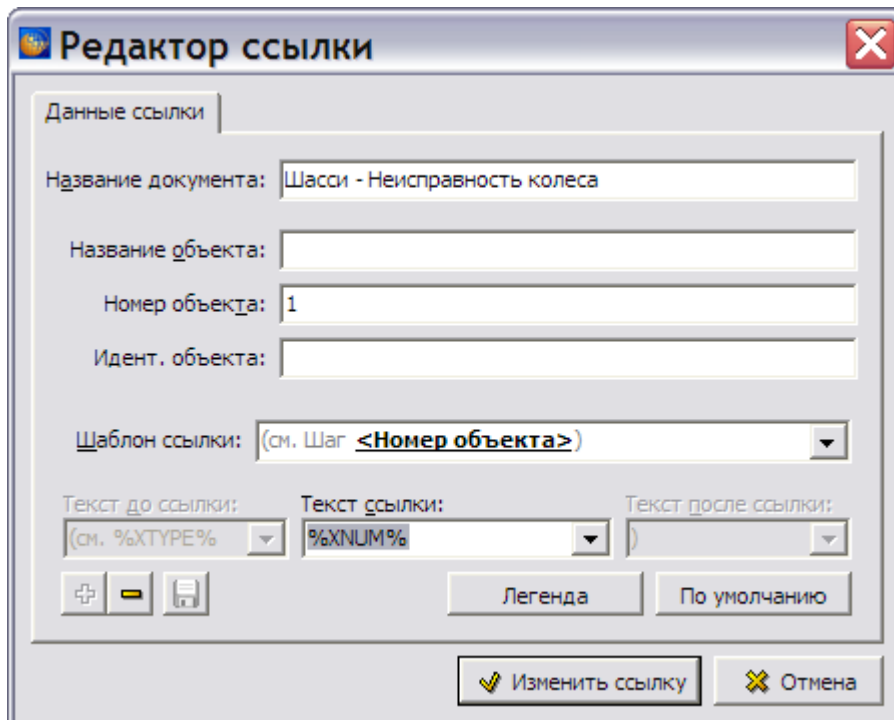 Редактор ссылки
Данные ссылки
Название документа: Шасси - Неисправность колеса
Название объекта:
Номер объекта: 1
Идент. объекта:
Шаблон ссылки: (см. Шаг <Номер объекта>)
Текст до ссылки: Текст ссылки: Текст после ссылки:
(см. %XTYPE% %XNUM% )
Легенда По умолчанию
Изменить ссылку Отмена